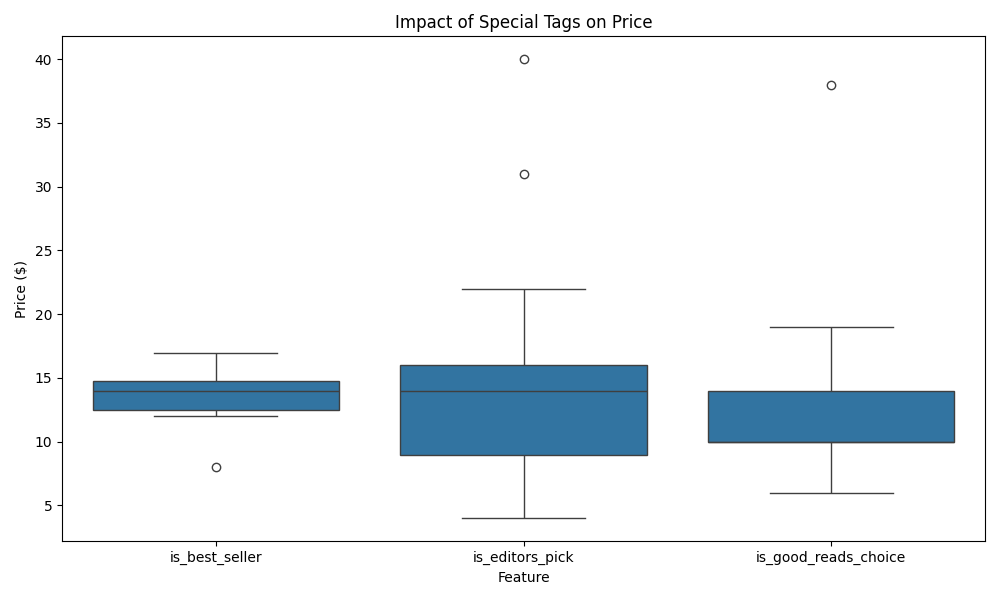 Impact of Special Tags on Price
Price ($)
40
35
30
25
20
15
10
5
is_best_seller
is_editors_pick
is_good_reads_choice
Feature